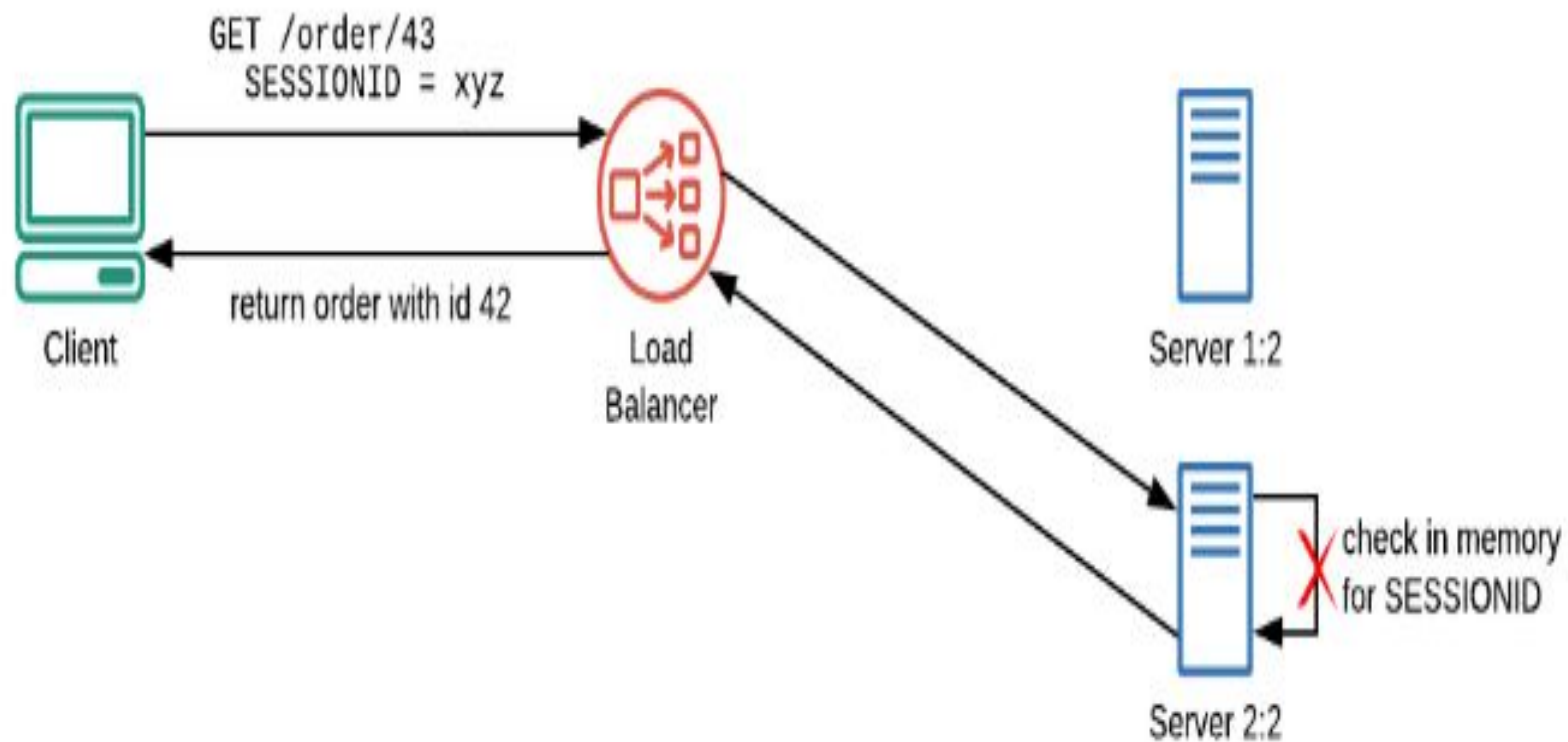 GET /order/43
SESSIONID = xyz
return order with id 42
Client
Load
Balancer
Server 1:2
check in memory
for SESSIONID
Server 2:2